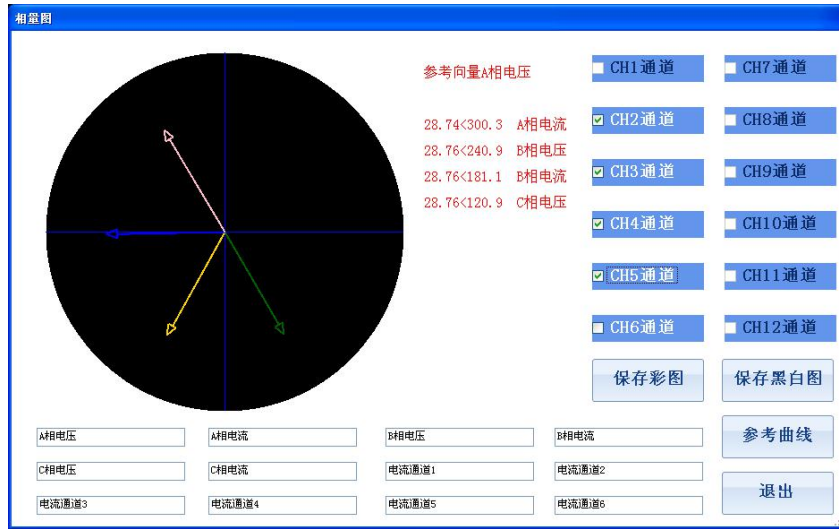 相量图
参考向量A相电压
28.74<300.3 A相电流
28.76<240.9 B相电压
28.76<181.1 B相电流
28.76<120.9 C相电压
CH1通道 CH7通道
CH2通道 CH8通道
CH3通道 CH9通道
CH4通道 CH10通道
CH5通道 CH11通道
CH6通道 CH12通道
保存彩图 保存黑白图
参考曲线
退出
A相电压 A相电流 B相电压 B相电流
C相电压 C相电流 电流通道1 电流通道2
电流通道3 电流通道4 电流通道5 电流通道6